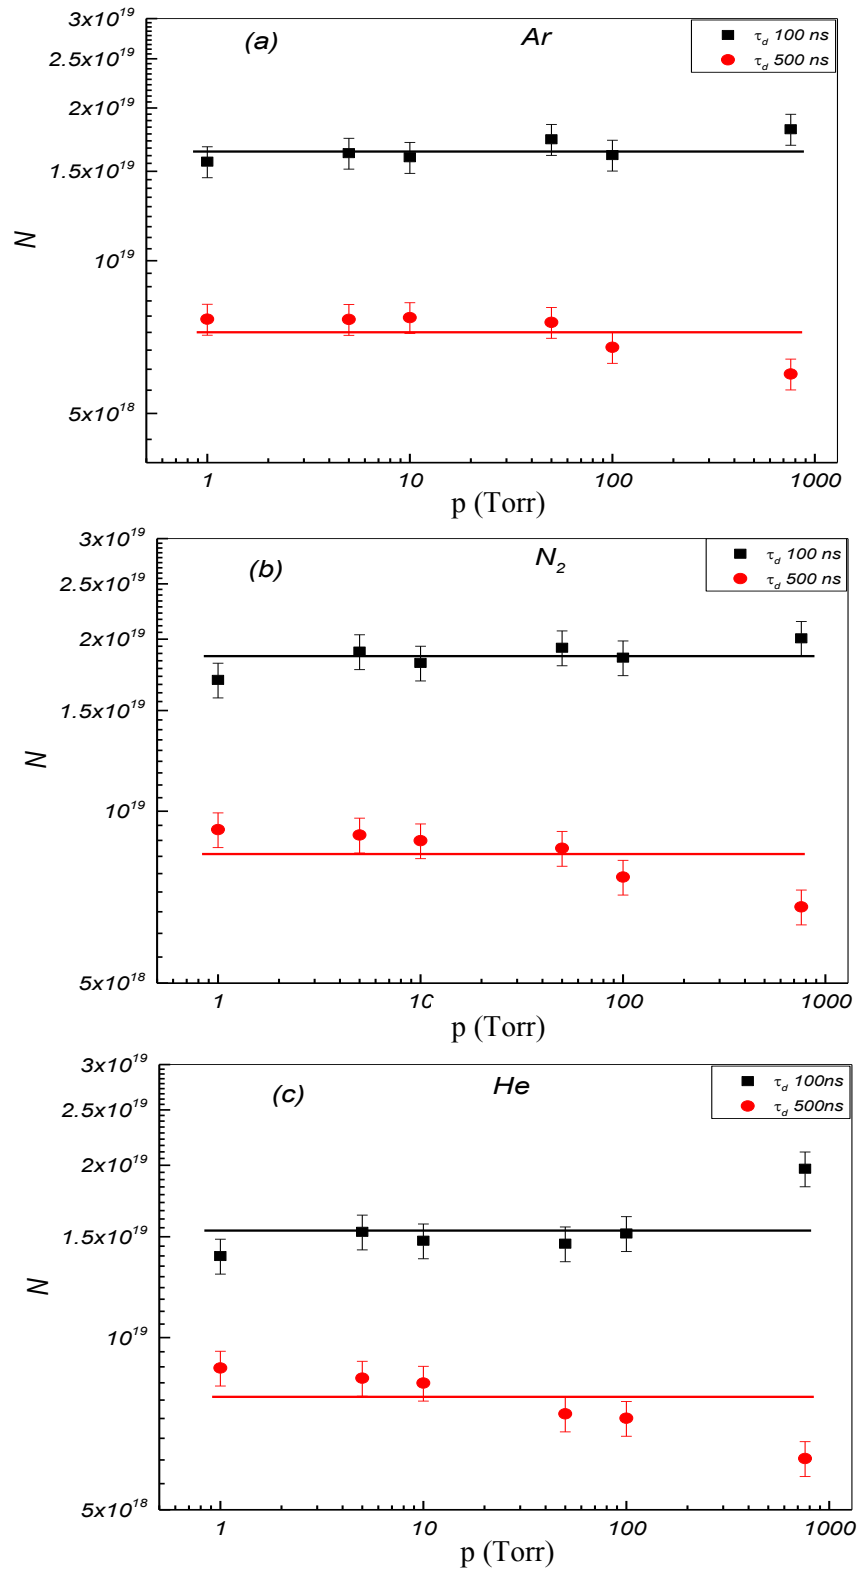 (a)
Ar
τd 100 ns
τd 500 ns
3x10^19
2.5x10^19
2x10^19
1.5x10^19
10^19
5x10^18
N
1 10 100 1000
p (Torr)
(b)
N2
τd 100 ns
τd 500 ns
3x10^19
2.5x10^19
2x10^19
1.5x10^19
10^19
5x10^18
N
1 10 100 1000
p (Torr)
(c)
He
τd 100ns
τd 500ns
3x10^19
2.5x10^19
2x10^19
1.5x10^19
10^19
5x10^18
N
1 10 100 1000
p (Torr)